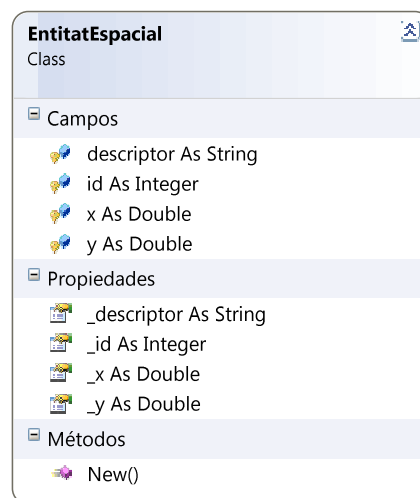 EntitatEspacial
Class
Campos
descriptor As String
id As Integer
x As Double
y As Double
Propiedades
_descriptor As String
_id As Integer
_x As Double
_y As Double
Métodos
New()